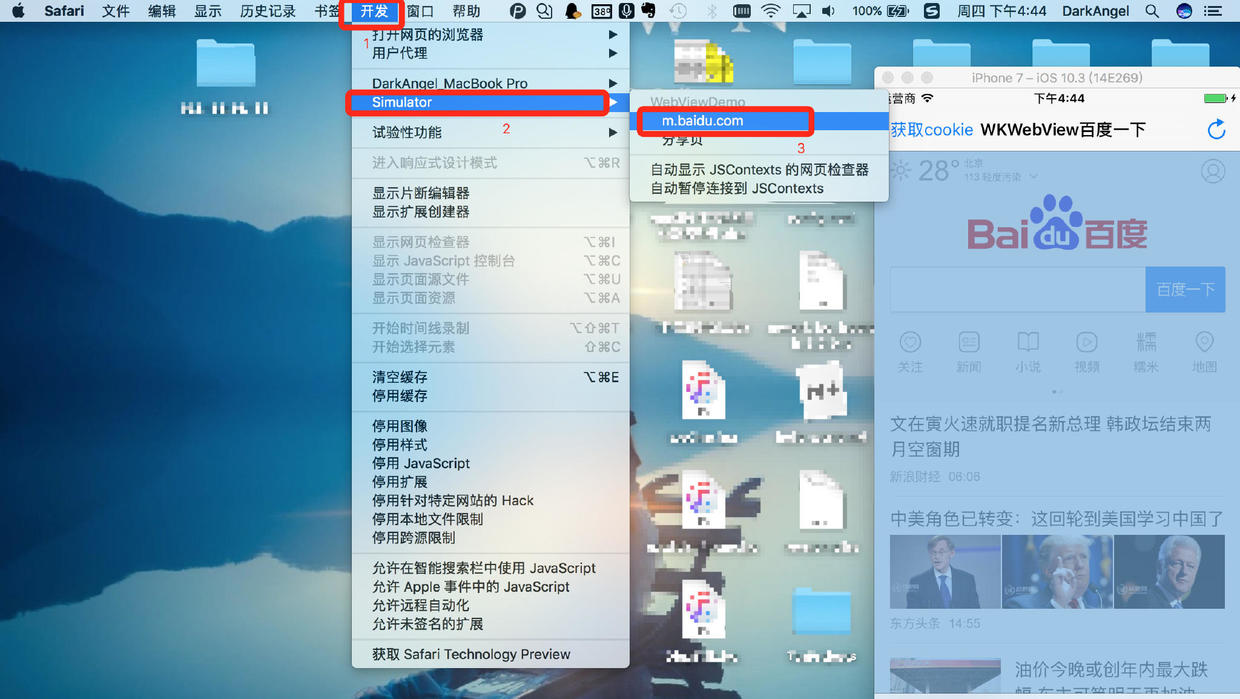 Safari 文件 编辑 显示 历史记录 书签 开发 窗口 帮助
100% 周四 下午4:44 DarkAngel
1
打开网页的浏览器
用户代理
DarkAngel_MacBook Pro
Simulator
2
试验性功能
进入响应式设计模式 ⌥⌘R
显示片断编辑器
显示扩展创建器
显示网页检查器 ⌥⌘I
显示 JavaScript 控制台 ⌥⌘C
显示页面源文件 ⌥⌘U
显示页面资源 ⌥⌘A
开始时间线录制 ⌥⇧⌘T
开始选择元素 ⇧⌘C
清空缓存 ⌥⌘E
停用缓存
停用图像
停用样式
停用 JavaScript
停用扩展
停用针对特定网站的 Hack
停用本地文件限制
停用跨源限制
允许在智能搜索栏中使用 JavaScript
允许 Apple 事件中的 JavaScript
允许远程自动化
允许未签名的扩展
获取 Safari Technology Preview
WebViewDemo
m.baidu.com
3
分享页
自动显示 JSContexts 的网页检查器
自动暂停连接到 JSContexts
iPhone 7 – iOS 10.3 (14E269)
运营商 下午4:44
获取cookie WKWebView百度一下
28° 北京
113 轻度污染
Bai du 百度
百度一下
关注 新闻 小说 视频 糯米 地图
文在寅火速就职提名新总理 韩政坛结束两
月空窗期
新浪财经 06:06
中美角色已转变：这回轮到美国学习中国了
东方头条 14:55
油价今晚或创年内最大跌